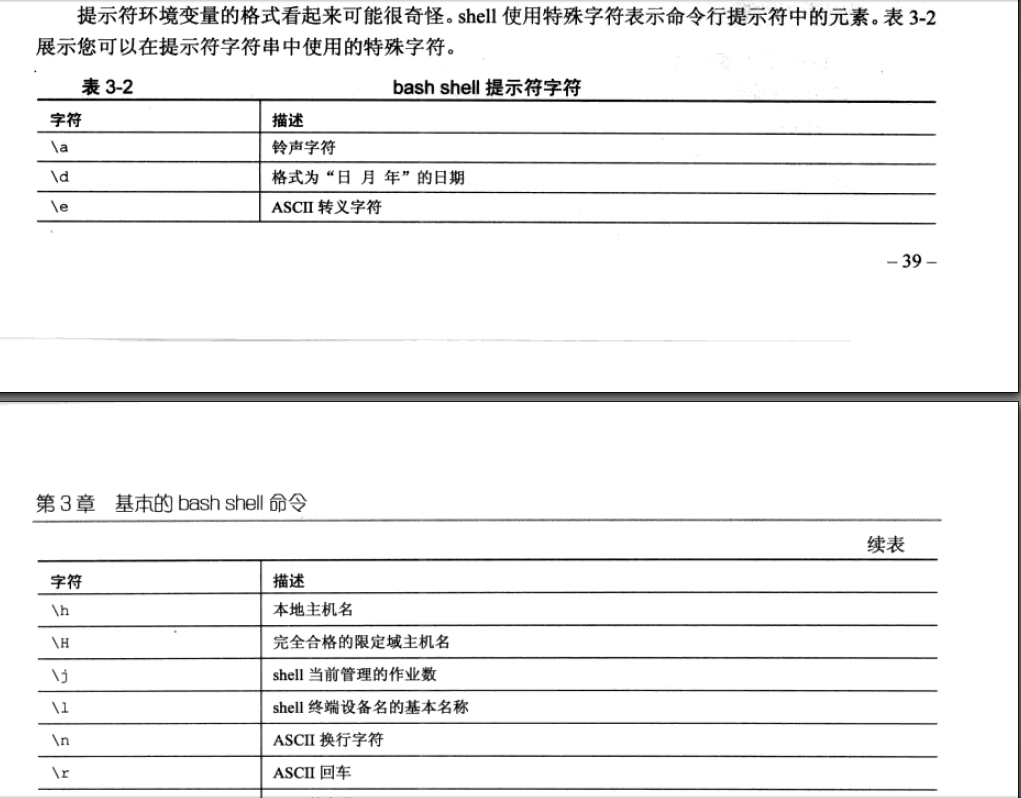 提示符环境变量的格式看起来可能很奇怪。shell 使用特殊字符表示命令行提示符中的元素。表 3-2
展示您可以在提示符字符串中使用的特殊字符。
表 3-2 bash shell 提示符字符
字符 描述
\a 铃声字符
\d 格式为“日 月 年”的日期
\e ASCII 转义字符
– 39 –
第 3 章 基本的 bash shell 命令
续表
字符 描述
\h 本地主机名
\H 完全合格的限定域主机名
\j shell 当前管理的作业数
\l shell 终端设备名的基本名称
\n ASCII 换行字符
\r ASCII 回车